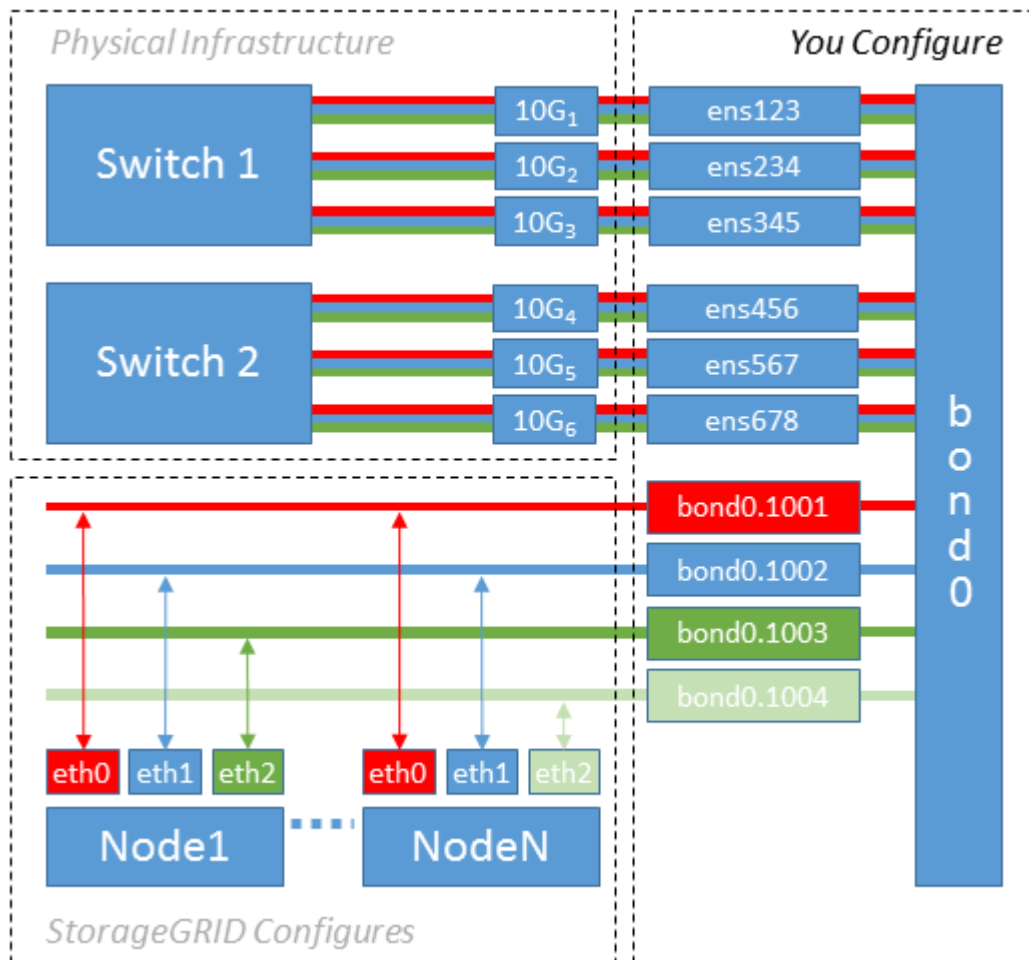 Physical Infrastructure
You Configure
Switch 1
10G₁
ens123
10G₂
ens234
10G₃
ens345
Switch 2
10G₄
ens456
10G₅
ens567
10G₆
ens678
bond0
bond0.1001
bond0.1002
bond0.1003
bond0.1004
eth0
eth1
eth2
eth0
eth1
eth2
Node1
NodeN
StorageGRID Configures